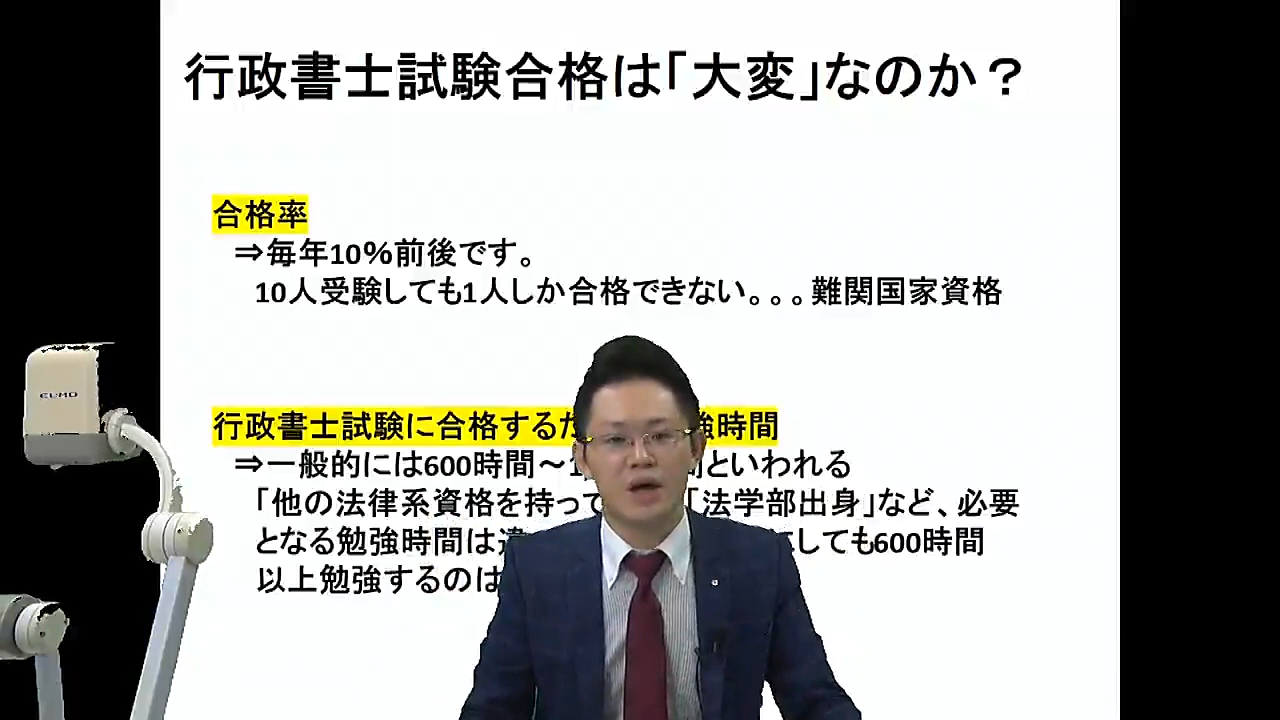 行政書士試験合格は「大変」なのか？
合格率
⇒毎年10%前後です。
10人受験しても1人しか合格できない。。。難関国家資格
行政書士試験に合格する 強時間
⇒一般的には600時間～1 といわれる
「他の法律系資格を持って 「法学部出身」など、必要
となる勉強時間は しても600時間
以上勉強するのは
ELMO